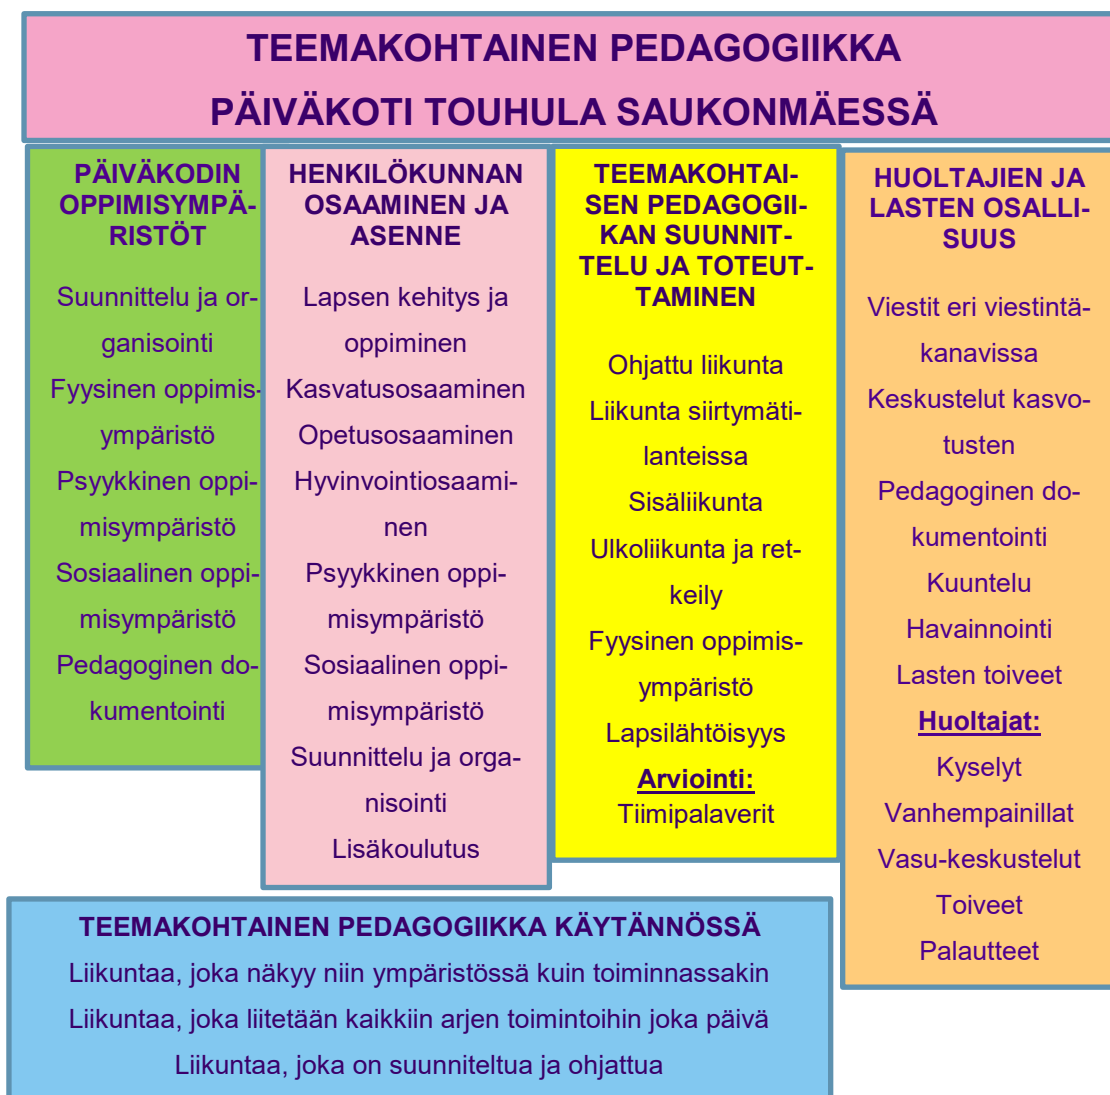 TEEMAKOHTAINEN PEDAGOGIIKKA
PÄIVÄKOTI TOUHULA SAUKONMÄESSÄ
PÄIVÄKODIN
OPPIMISYMPÄ-
RISTÖT
Suunnittelu ja or-
ganisointi
Fyysinen oppimis-
ympäristö
Psyykkinen oppi-
misympäristö
Sosiaalinen oppi-
misympäristö
Pedagoginen do-
kumentointi
HENKILÖKUNNAN
OSAAMINEN JA
ASENNE
Lapsen kehitys ja
oppiminen
Kasvatusosaaminen
Opetusosaaminen
Hyvinvointiosaami-
nen
Psyykkinen oppi-
misympäristö
Sosiaalinen oppi-
misympäristö
Suunnittelu ja orga-
nisointi
Lisäkoulutus
TEEMAKOHTAI-
SEN PEDAGOGII-
KAN SUUNNIT-
TELU JA TOTEUT-
TAMINEN
Ohjattu liikunta
Liikunta siirtymäti-
lanteissa
Sisäliikunta
Ulkoliikunta ja ret-
keily
Fyysinen oppimis-
ympäristö
Lapsilähtöisyys
Arviointi:
Tiimipalaverit
HUOLTAJIEN JA
LASTEN OSALLI-
SUUS
Viestit eri viestintä-
kanavissa
Keskustelut kasvo-
tusten
Pedagoginen do-
kumentointi
Kuuntelu
Havainnointi
Lasten toiveet
Huoltajat:
Kyselyt
Vanhempainillat
Vasu-keskustelut
Toiveet
Palautteet
TEEMAKOHTAINEN PEDAGOGIIKKA KÄYTÄNNÖSSÄ
Liikuntaa, joka näkyy niin ympäristössä kuin toiminnassakin
Liikuntaa, joka liitetään kaikkiin arjen toimintoihin joka päivä
Liikuntaa, joka on suunniteltua ja ohjattua